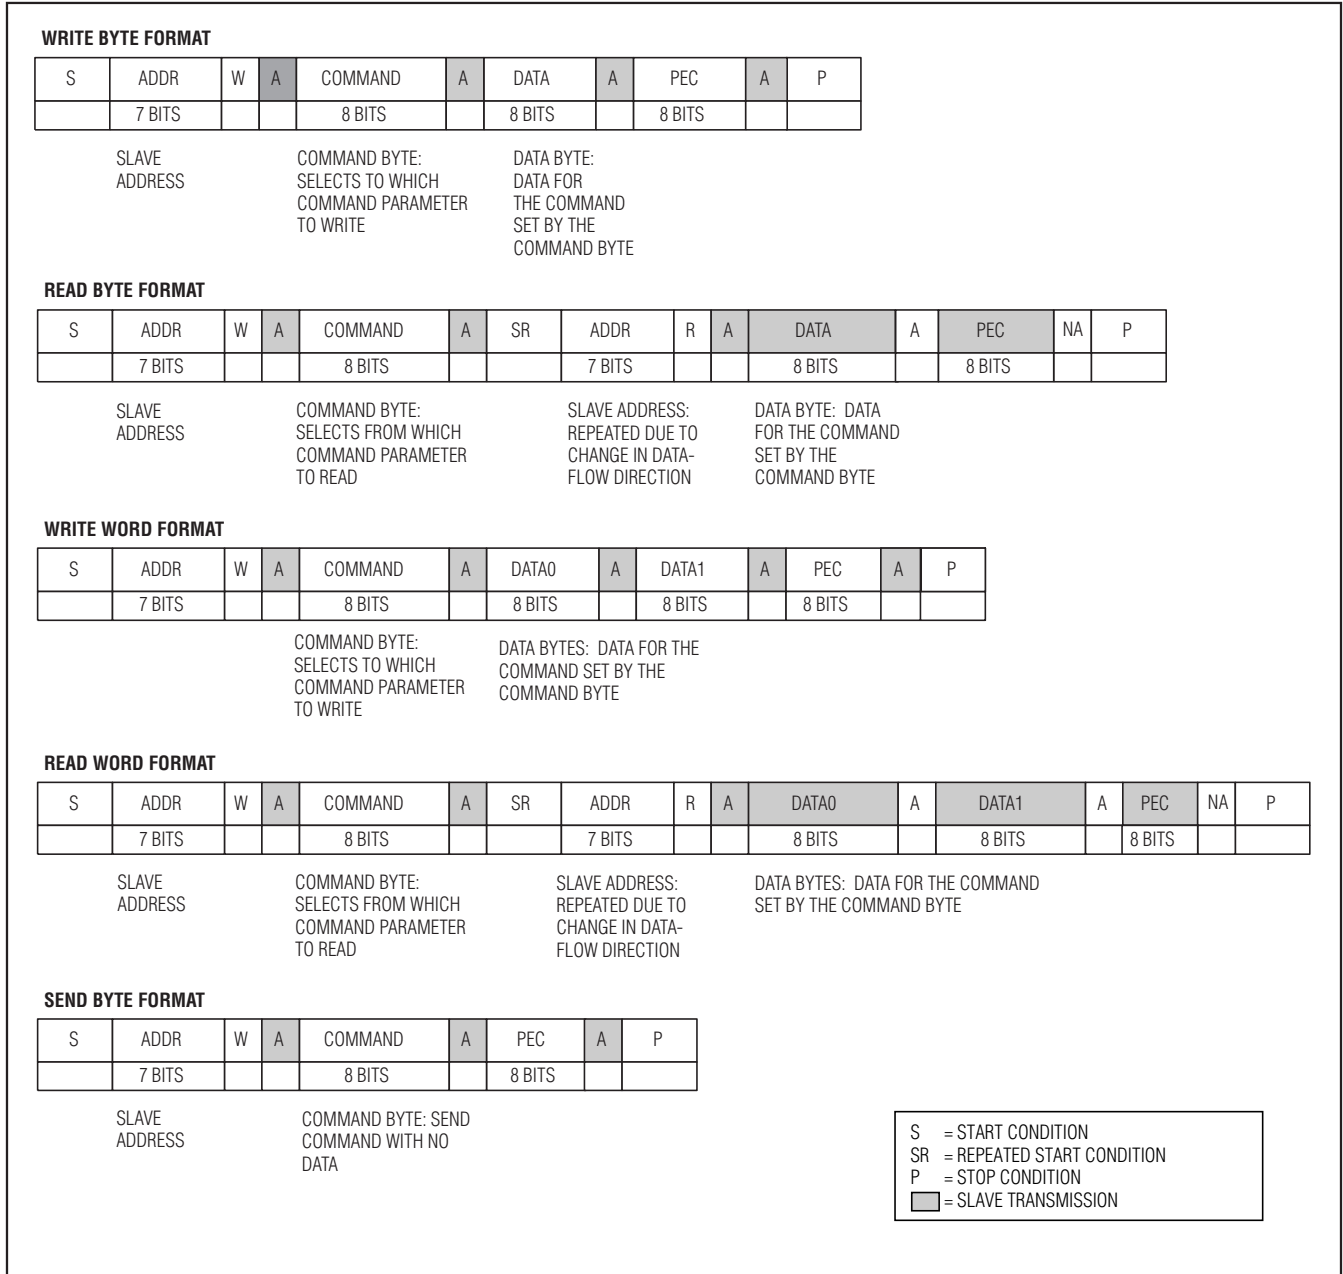 WRITE BYTE FORMAT
S ADDR W A COMMAND A DATA A PEC A P
7 BITS 8 BITS 8 BITS 8 BITS
SLAVE
ADDRESS
COMMAND BYTE:
SELECTS TO WHICH
COMMAND PARAMETER
TO WRITE
DATA BYTE:
DATA FOR
THE COMMAND
SET BY THE
COMMAND BYTE
READ BYTE FORMAT
S ADDR W A COMMAND A SR ADDR R A DATA A PEC NA P
7 BITS 8 BITS 7 BITS 8 BITS 8 BITS
SLAVE
ADDRESS
COMMAND BYTE:
SELECTS FROM WHICH
COMMAND PARAMETER
TO READ
SLAVE ADDRESS:
REPEATED DUE TO
CHANGE IN DATA-
FLOW DIRECTION
DATA BYTE: DATA
FOR THE COMMAND
SET BY THE
COMMAND BYTE
WRITE WORD FORMAT
S ADDR W A COMMAND A DATA0 A DATA1 A PEC A P
7 BITS 8 BITS 8 BITS 8 BITS 8 BITS
COMMAND BYTE:
SELECTS TO WHICH
COMMAND PARAMETER
TO WRITE
DATA BYTES: DATA FOR THE
COMMAND SET BY THE
COMMAND BYTE
READ WORD FORMAT
S ADDR W A COMMAND A SR ADDR R A DATA0 A DATA1 A PEC NA P
7 BITS 8 BITS 7 BITS 8 BITS 8 BITS 8 BITS
SLAVE
ADDRESS
COMMAND BYTE:
SELECTS FROM WHICH
COMMAND PARAMETER
TO READ
SLAVE ADDRESS:
REPEATED DUE TO
CHANGE IN DATA-
FLOW DIRECTION
DATA BYTES: DATA FOR THE COMMAND
SET BY THE COMMAND BYTE
SEND BYTE FORMAT
S ADDR W A COMMAND A PEC A P
7 BITS 8 BITS 8 BITS
SLAVE
ADDRESS
COMMAND BYTE: SEND
COMMAND WITH NO
DATA
S = START CONDITION
SR = REPEATED START CONDITION
P = STOP CONDITION
= SLAVE TRANSMISSION